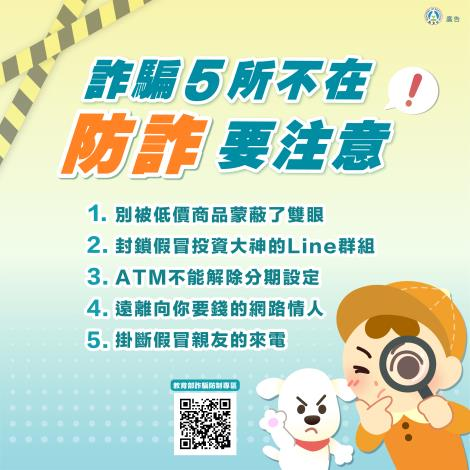 廣告
詐騙5所不在
防詐要注意
!
1. 別被低價商品蒙蔽了雙眼
2. 封鎖假冒投資大神的Line群組
3. ATM不能解除分期設定
4. 遠離向你要錢的網路情人
5. 掛斷假冒親友的來電
教育部詐騙防制專區